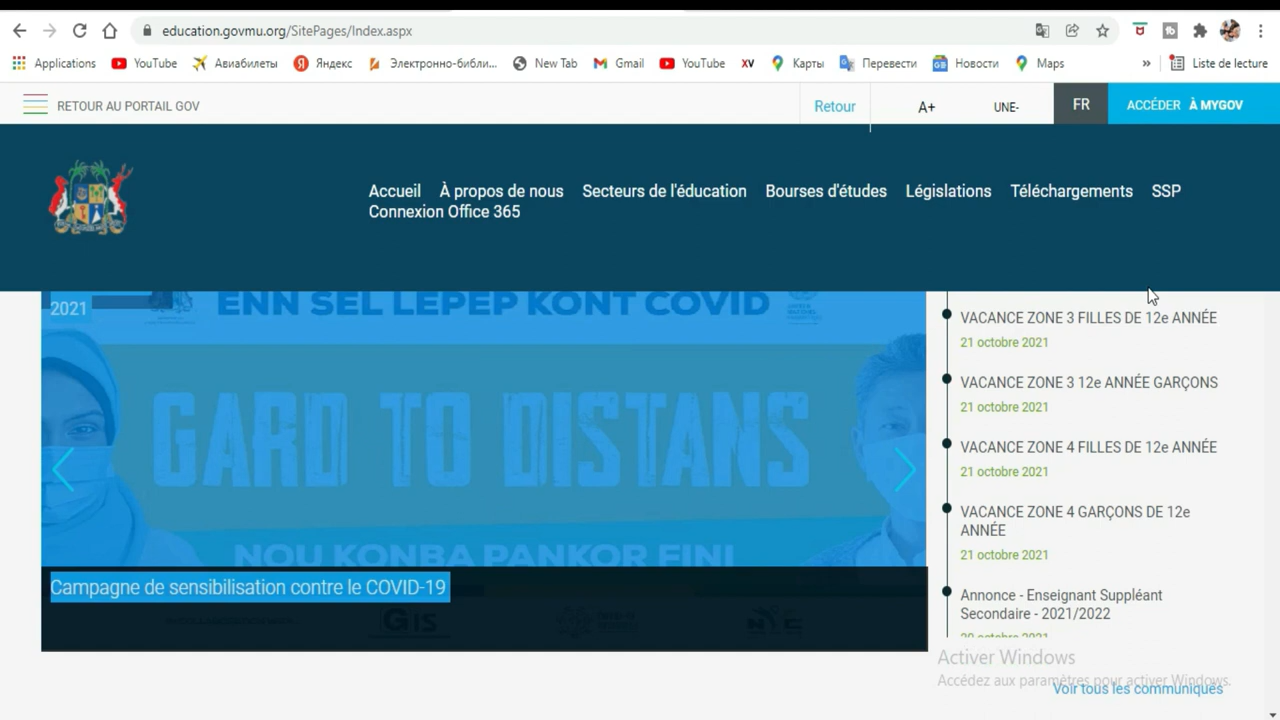 education.govmu.org/SitePages/Index.aspx
Applications YouTube Авиабилеты Яндекс Электронно-библи... New Tab Gmail YouTube XV Карты Перевести Новости Maps » Liste de lecture
RETOUR AU PORTAIL GOV Retour A+ UNE- FR ACCÉDER À MYGOV
Accueil À propos de nous Secteurs de l'éducation Bourses d'études Législations Téléchargements SSP
Connexion Office 365
2021
ENN SEL LEPEP KONT COVID
GARD TO DISTANS
NOU KONBA PANKOR FINI
Campagne de sensibilisation contre le COVID-19
GIS
VACANCE ZONE 3 FILLES DE 12e ANNÉE
21 octobre 2021
VACANCE ZONE 3 12e ANNÉE GARÇONS
21 octobre 2021
VACANCE ZONE 4 FILLES DE 12e ANNÉE
21 octobre 2021
VACANCE ZONE 4 GARÇONS DE 12e
ANNÉE
21 octobre 2021
Annonce - Enseignant Suppléant
Secondaire - 2021/2022
20 octobre 2021
Activer Windows
Accédez aux paramètres pour activer Windows.
Voir tous les communiqués